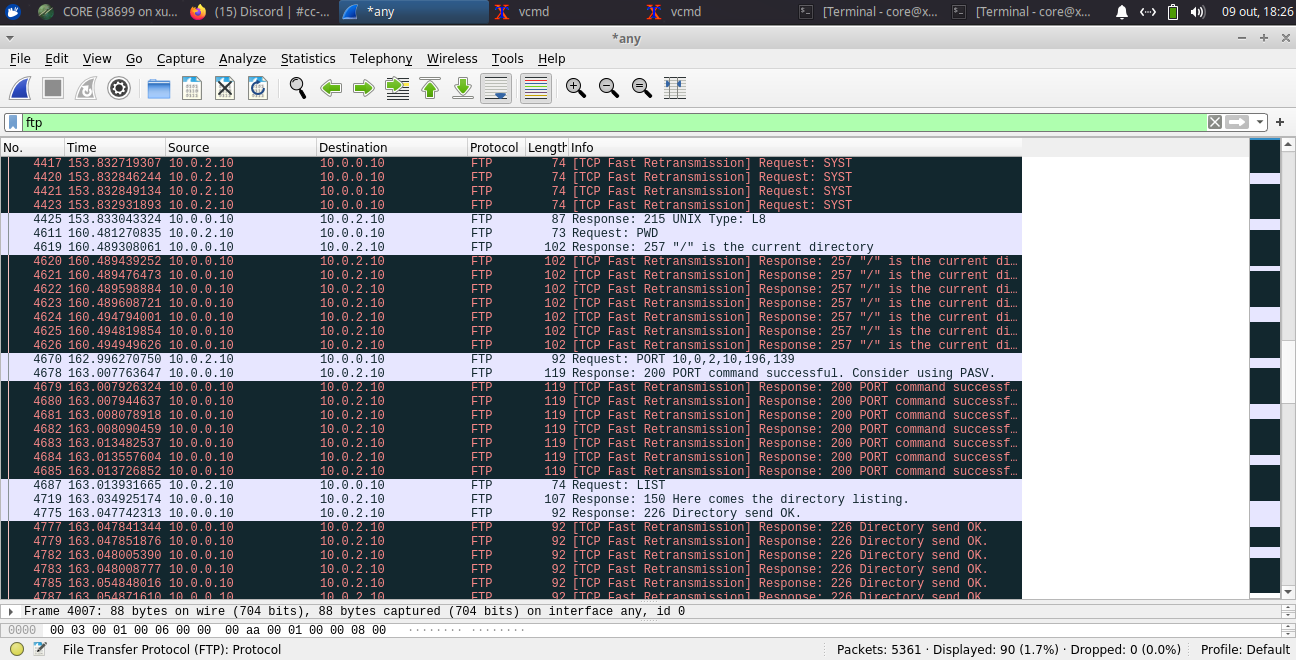 CORE (38699 on xu... (15) Discord | #cc-... *any vcmd vcmd [Terminal - core@x... [Terminal - core@x... 09 out, 18:26
*any
File Edit View Go Capture Analyze Statistics Telephony Wireless Tools Help
ftp
No. Time Source Destination Protocol Length Info
4417 153.832719307 10.0.2.10 10.0.0.10 FTP 74 [TCP Fast Retransmission] Request: SYST
4420 153.832846244 10.0.2.10 10.0.0.10 FTP 74 [TCP Fast Retransmission] Request: SYST
4421 153.832849134 10.0.2.10 10.0.0.10 FTP 74 [TCP Fast Retransmission] Request: SYST
4423 153.832931893 10.0.2.10 10.0.0.10 FTP 74 [TCP Fast Retransmission] Request: SYST
4425 153.833043324 10.0.0.10 10.0.2.10 FTP 87 Response: 215 UNIX Type: L8
4611 160.481270835 10.0.2.10 10.0.0.10 FTP 73 Request: PWD
4619 160.489308061 10.0.0.10 10.0.2.10 FTP 102 Response: 257 "/" is the current directory
4620 160.489439252 10.0.0.10 10.0.2.10 FTP 102 [TCP Fast Retransmission] Response: 257 "/" is the current di…
4621 160.489476473 10.0.0.10 10.0.2.10 FTP 102 [TCP Fast Retransmission] Response: 257 "/" is the current di…
4622 160.489598884 10.0.0.10 10.0.2.10 FTP 102 [TCP Fast Retransmission] Response: 257 "/" is the current di…
4623 160.489608721 10.0.0.10 10.0.2.10 FTP 102 [TCP Fast Retransmission] Response: 257 "/" is the current di…
4624 160.494794001 10.0.0.10 10.0.2.10 FTP 102 [TCP Fast Retransmission] Response: 257 "/" is the current di…
4625 160.494819854 10.0.0.10 10.0.2.10 FTP 102 [TCP Fast Retransmission] Response: 257 "/" is the current di…
4626 160.494949626 10.0.0.10 10.0.2.10 FTP 102 [TCP Fast Retransmission] Response: 257 "/" is the current di…
4670 162.996270750 10.0.2.10 10.0.0.10 FTP 92 Request: PORT 10,0,2,10,196,139
4678 163.007763647 10.0.0.10 10.0.2.10 FTP 119 Response: 200 PORT command successful. Consider using PASV.
4679 163.007926324 10.0.0.10 10.0.2.10 FTP 119 [TCP Fast Retransmission] Response: 200 PORT command successf…
4680 163.007944637 10.0.0.10 10.0.2.10 FTP 119 [TCP Fast Retransmission] Response: 200 PORT command successf…
4681 163.008078918 10.0.0.10 10.0.2.10 FTP 119 [TCP Fast Retransmission] Response: 200 PORT command successf…
4682 163.008090459 10.0.0.10 10.0.2.10 FTP 119 [TCP Fast Retransmission] Response: 200 PORT command successf…
4683 163.013482537 10.0.0.10 10.0.2.10 FTP 119 [TCP Fast Retransmission] Response: 200 PORT command successf…
4684 163.013557604 10.0.0.10 10.0.2.10 FTP 119 [TCP Fast Retransmission] Response: 200 PORT command successf…
4685 163.013726852 10.0.0.10 10.0.2.10 FTP 119 [TCP Fast Retransmission] Response: 200 PORT command successf…
4687 163.013931665 10.0.2.10 10.0.0.10 FTP 74 Request: LIST
4719 163.034925174 10.0.0.10 10.0.2.10 FTP 107 Response: 150 Here comes the directory listing.
4775 163.047742313 10.0.0.10 10.0.2.10 FTP 92 Response: 226 Directory send OK.
4777 163.047841344 10.0.0.10 10.0.2.10 FTP 92 [TCP Fast Retransmission] Response: 226 Directory send OK.
4779 163.047851876 10.0.0.10 10.0.2.10 FTP 92 [TCP Fast Retransmission] Response: 226 Directory send OK.
4782 163.048005390 10.0.0.10 10.0.2.10 FTP 92 [TCP Fast Retransmission] Response: 226 Directory send OK.
4783 163.048008777 10.0.0.10 10.0.2.10 FTP 92 [TCP Fast Retransmission] Response: 226 Directory send OK.
4785 163.054848016 10.0.0.10 10.0.2.10 FTP 92 [TCP Fast Retransmission] Response: 226 Directory send OK.
4787 163.054871610 10.0.0.10 10.0.2.10 FTP 92 [TCP Fast Retransmission] Response: 226 Directory send OK.
Frame 4007: 88 bytes on wire (704 bits), 88 bytes captured (704 bits) on interface any, id 0
0000 00 03 00 01 00 06 00 00 00 aa 00 01 00 00 08 00 ········ ········
File Transfer Protocol (FTP): Protocol Packets: 5361 · Displayed: 90 (1.7%) · Dropped: 0 (0.0%) Profile: Default